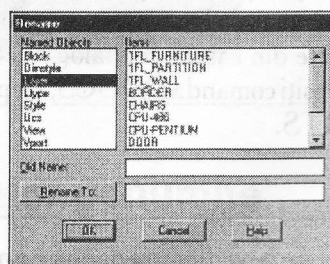 Rename
Named Objects
Items
Block
Dimstyle
Layer
Ltype
Style
Ucs
View
Vport
1FL_FURNITURE
1FL_PARTITION
1FL_WALL
BORDER
CHAIRS
CPU-486
CPU-PENTIUM
DOOR
Old Name:
Rename To:
OK
Cancel
Help